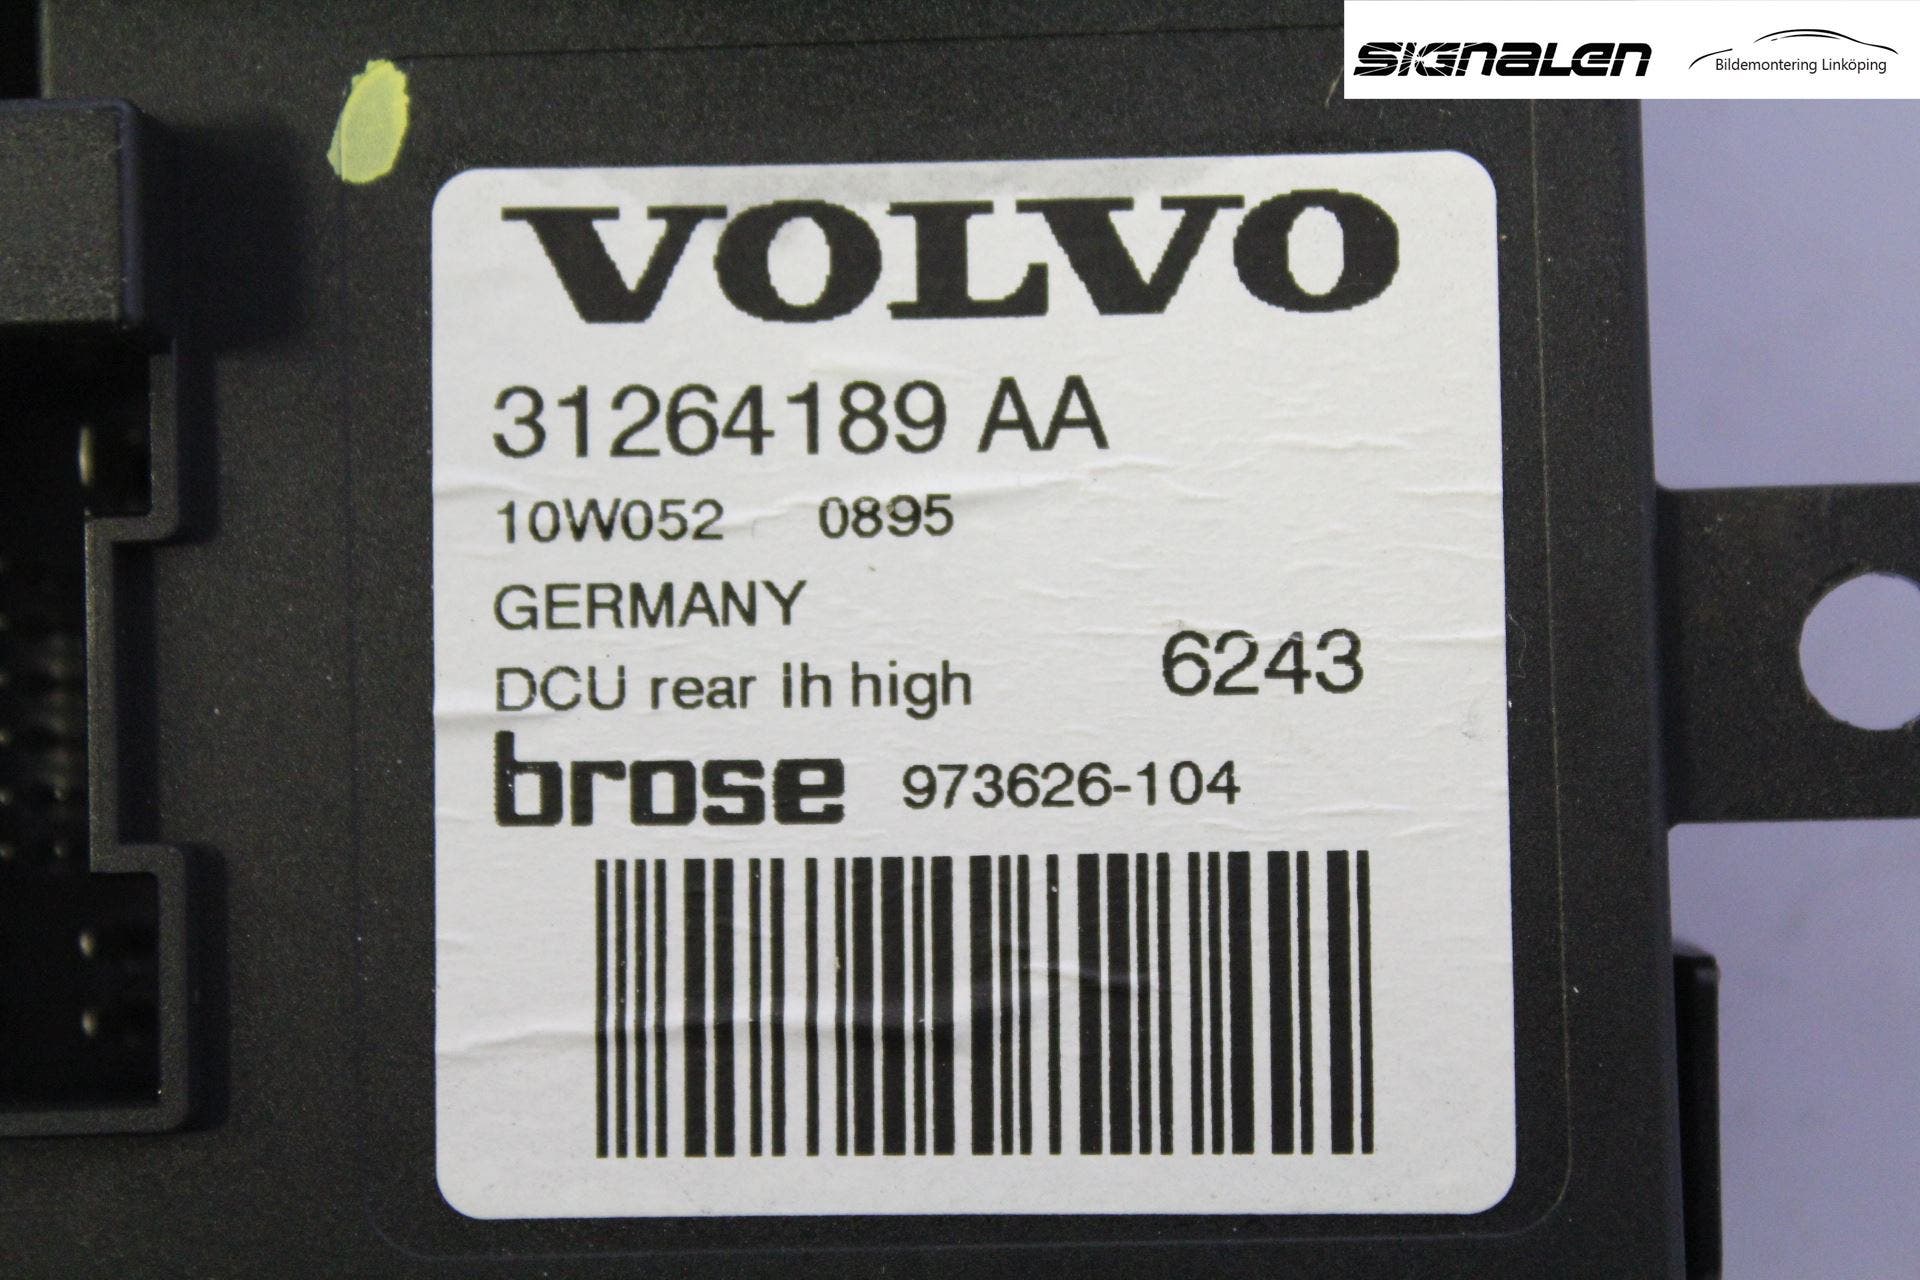 SIGNALEN Bildemontering Linköping
VOLVO
31264189 AA
10W052 0895
GERMANY
DCU rear lh high 6243
brose 973626-104